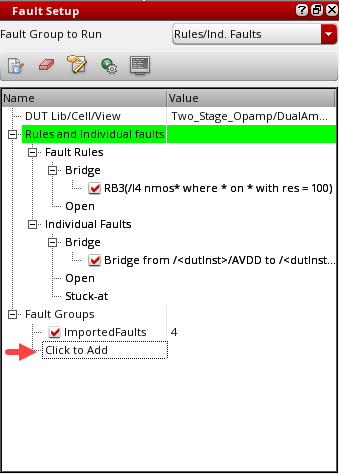 Fault Setup
Fault Group to Run Rules/Ind. Faults
Name Value
DUT Lib/Cell/View Two_Stage_Opamp/DualAm...
Rules and Individual faults
Fault Rules
Bridge
RB3(/I4 nmos* where * on * with res = 100)
Open
Individual Faults
Bridge
Bridge from /<dutInst>/AVDD to /<dutInst...
Open
Stuck-at
Fault Groups
ImportedFaults 4
Click to Add